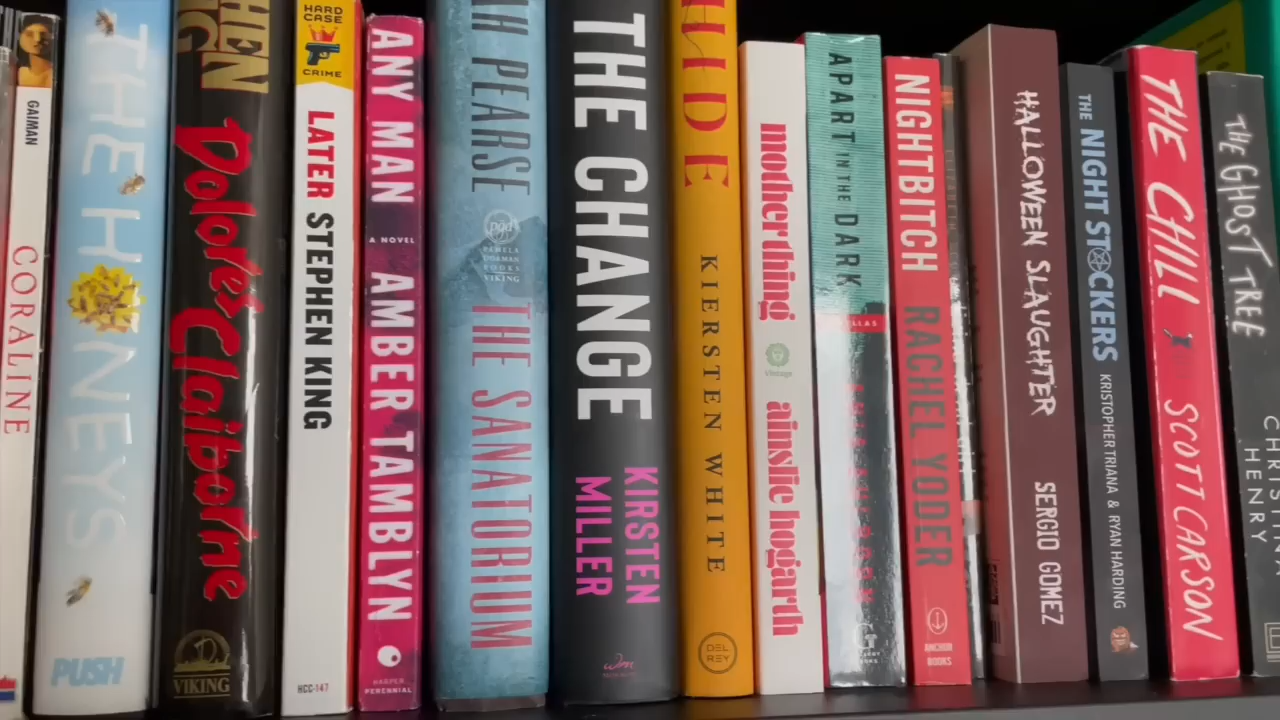 GAIMAN
CORALINE
THE HONEYS
PUSH
Dolores Claiborne
VIKING
HARD
CASE
CRIME
LATER STEPHEN KING
HCC-147
ANY MAN
A NOVEL
AMBER TAMBLYN
HARPER
PERENNIAL
PEARSE
PAMELA
DORMAN
BOOKS
VIKING
THE SANATORIUM
THE CHANGE
KIRSTEN
MILLER
HIDE
KIERSTEN WHITE
DEL
REY
motherthing
Vintage
ainslie hogarth
APART IN THE DARK
NIGHTBITCH
RACHEL YODER
ANCHOR
BOOKS
HALLOWEEN SLAUGHTER
SERGIO GOMEZ
THE NIGHT STOCKERS
KRISTOPHER TRIANA & RYAN HARDING
THE CHILL
SCOTT CARSON
THE GHOST TREE
CHRISTINA
HENRY